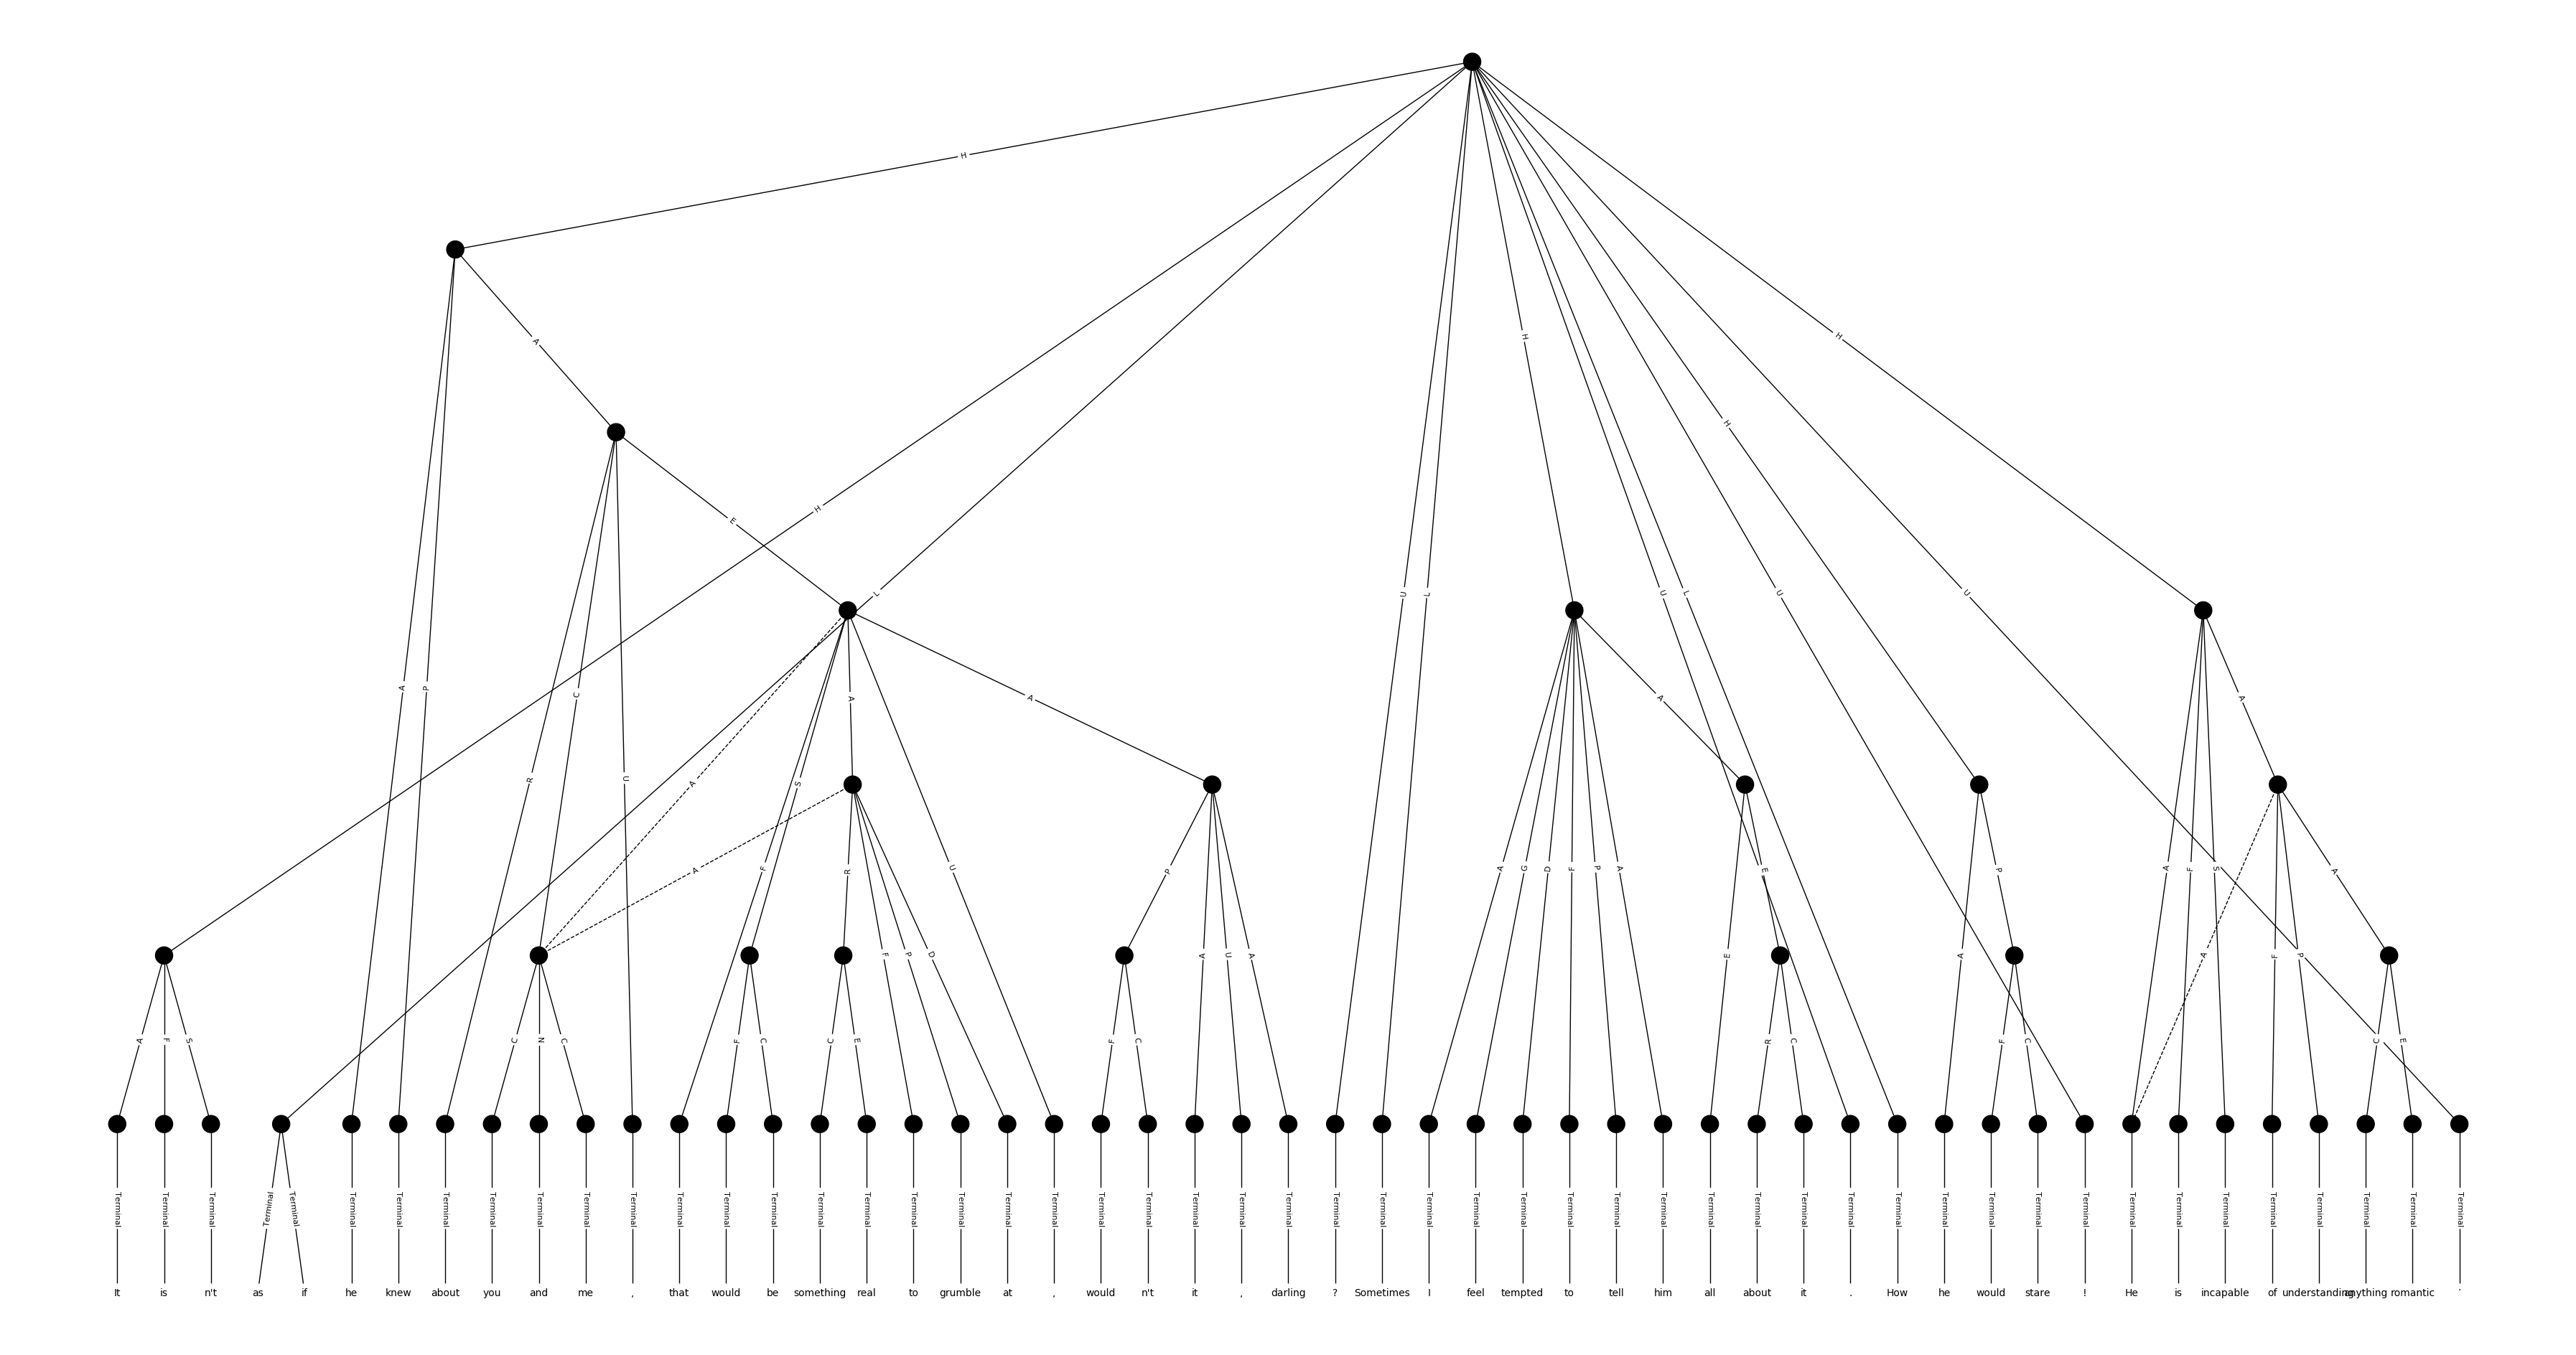 H
A
H
E
L
U L H U L U H U H
A P R C U A A F S A U A
A G D F P A A A F S A
A R F P D P E A P A F P A
A F S C N C F C C E F C A U A E R C F C C E
Terminal Terminal Terminal Terminal Terminal Terminal Terminal Terminal Terminal Terminal Terminal Terminal Terminal Terminal Terminal Terminal Terminal Terminal Terminal Terminal Terminal Terminal Terminal Terminal Terminal Terminal Terminal Terminal Terminal Terminal Terminal Terminal Terminal Terminal Terminal Terminal Terminal Terminal Terminal Terminal Terminal Terminal Terminal Terminal Terminal Terminal Terminal Terminal Terminal Terminal
It is n't as if he knew about you and me , that would be something real to grumble at , would n't it , darling ? Sometimes I feel tempted to tell him all about it . How he would stare ! He is incapable of understanding anything romantic